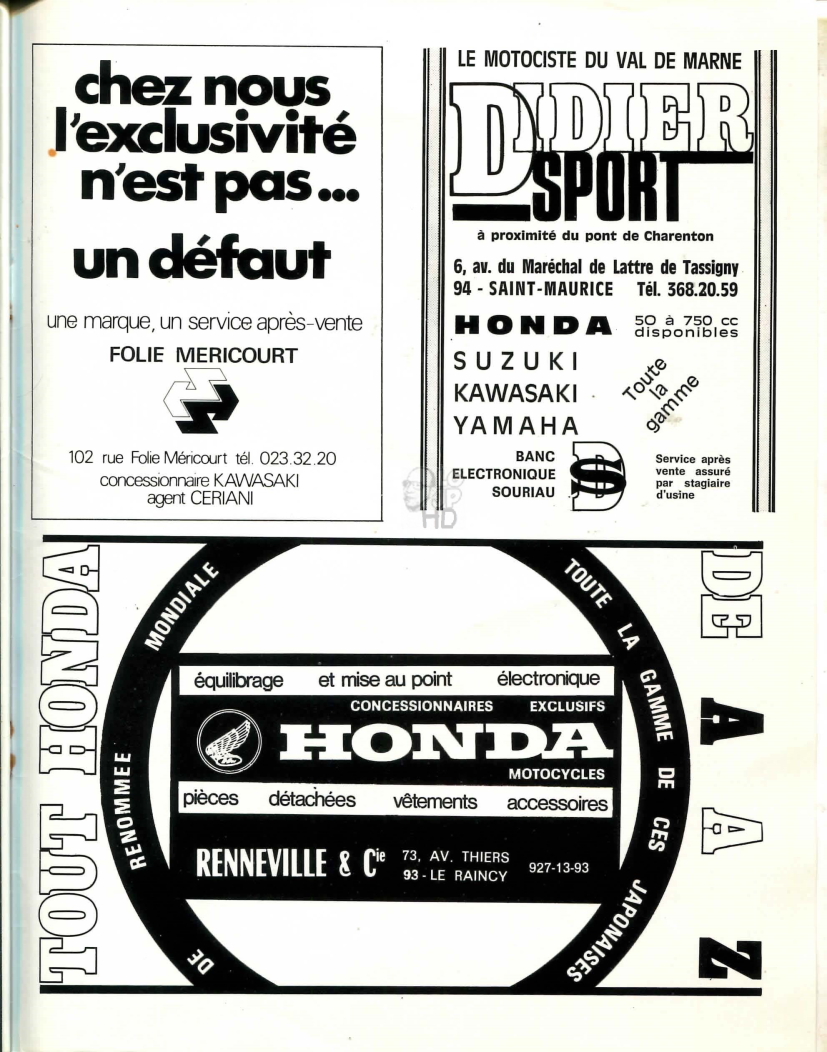 chez nous
l'exclusivité
n'est pas...
un défaut
une marque, un service après-vente
FOLIE MERICOURT
102 rue Folie Méricourt tél. 023.32.20
concessionnaire KAWASAKI
agent CERIANI
LE MOTOCISTE DU VAL DE MARNE
DIDIER
SPORT
à proximité du pont de Charenton
6, av. du Maréchal de Lattre de Tassigny
94 - SAINT-MAURICE Tél. 368.20.59
HONDA 50 à 750 cc
disponibles
SUZUKI
KAWASAKI
YAMAHA
Toute
la
gamme
BANC
ELECTRONIQUE
SOURIAU
DS
Service après
vente assuré
par stagiaire
d'usine
HD
TOUT HONDA
DE A A Z
DE RENOMMEE MONDIALE
TOUTE LA GAMME DE CES JAPONAISES
équilibrage et mise au point électronique
CONCESSIONNAIRES EXCLUSIFS
HONDA
MOTOCYCLES
pièces détachées vêtements accessoires
RENNEVILLE & Cie
73, AV. THIERS
93 - LE RAINCY
927-13-93